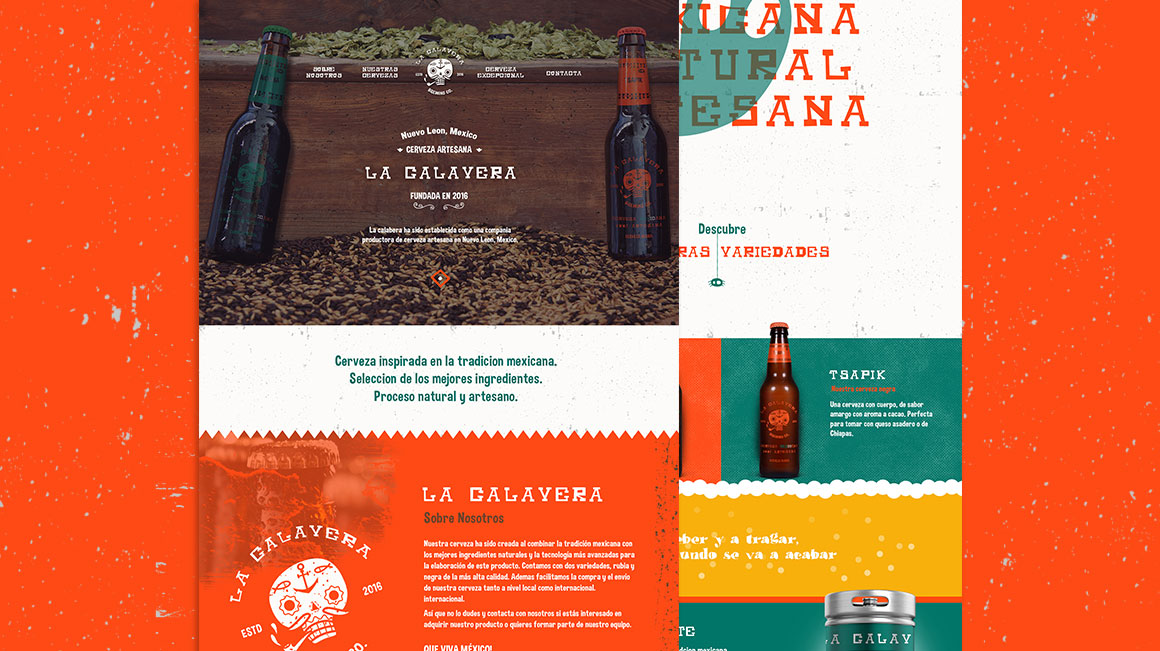 SOBRE
NOSOTROS
NUESTRAS
CERVEZAS
LA CALAVERA
BREWING CO.
CERVEZA
EXCEPCIONAL
CONTACTA
Nuevo Leon, Mexico
CERVEZA ARTESANA
LA CALAVERA
FUNDADA EN 2016
La calabera ha sido establecida como una compañia
productora de cerveza artesana en Nuevo Leon, Mexico.
Cerveza inspirada en la tradicion mexicana.
Seleccion de los mejores ingredientes.
Proceso natural y artesano.
LA CALAVERA
Sobre Nosotros
Nuestra cerveza ha sido creada al combinar la tradición mexicana con
los mejores ingredientes naturales y la tecnología más avanzadas para
la elaboración de este producto. Contamos con dos variedades, rubia y
negra de la más alta calidad. Ademas facilitamos la compra y el envio
de nuestra cerveza tanto a nivel local como internacional.
internacional.
Así que no lo dudes y contacta con nosotros si estás interesado en
adquirir nuestro producto o quieres formar parte de nuestro equipo.
QUE VIVA MÉXICO!
LA CALAVERA
ESTD
2016
CO.
XICANA
TURAL
TESANA
Descubre
RAS VARIEDADES
TSAPIK
Nuestra cerveza negra
Una cerveza con cuerpo, de sabor
amargo con aroma a cacao. Perfecta
para tomar con queso asadero o de
Chiapas.
ber y a tragar,
undo se va a acabar
LA CALAV
TE